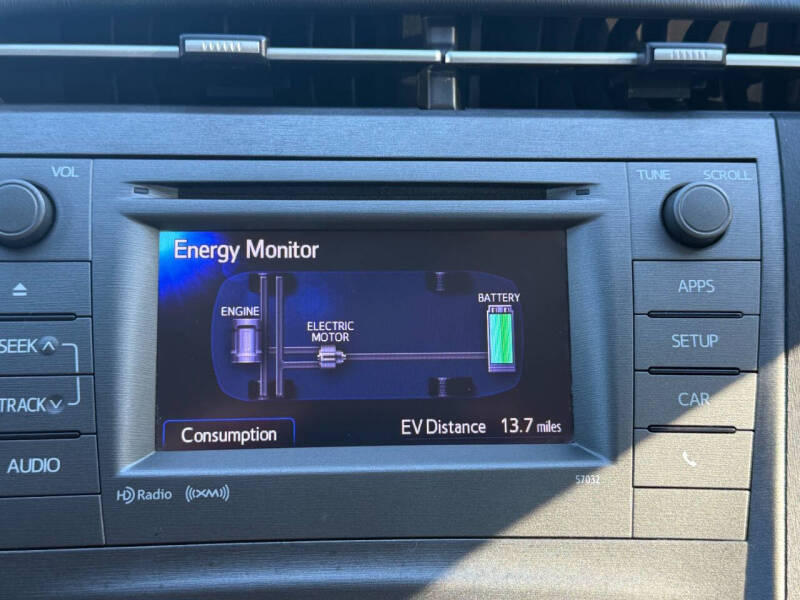 VOL
TUNE SCROLL
Energy Monitor
APPS
BATTERY
ENGINE
ELECTRIC
MOTOR
SEEK
SETUP
TRACK
CAR
Consumption
EV Distance 13.7 miles
AUDIO
HD Radio
((XM))
57032